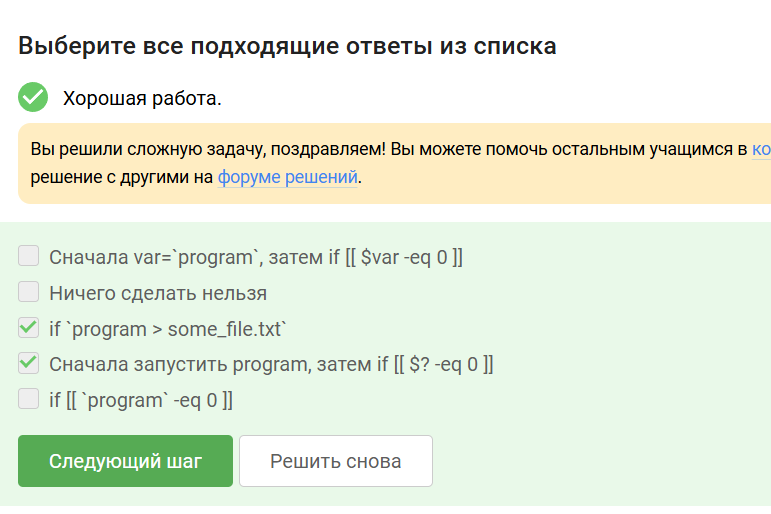 Выберите все подходящие ответы из списка
Хорошая работа.
Вы решили сложную задачу, поздравляем! Вы можете помочь остальным учащимся в
решение с другими на форуме решений.
Сначала var=`program`, затем if [[ $var -eq 0 ]]
Ничего сделать нельзя
if `program > some_file.txt`
Сначала запустить program, затем if [[ $? -eq 0 ]]
if [[ `program` -eq 0 ]]
Следующий шаг
Решить снова